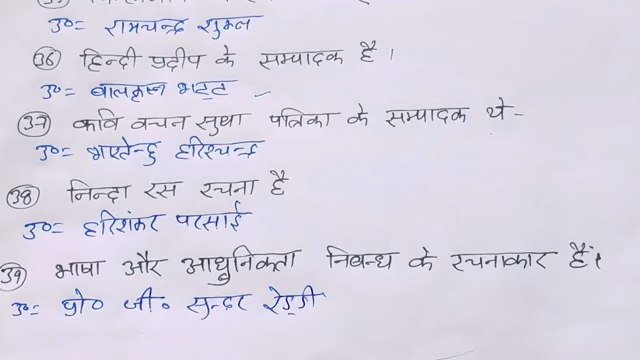 उ०= रामचन्द्र शुक्ल
(36) हिन्दी प्रदीप के सम्पादक है।
उ०= बालकृष्ण भट्ट
(37) कवि वचन सुधा पत्रिका के सम्पादक थे -
उ०= भारतेन्दु हरिश्चन्द्र
(38) निन्दा रस रचना है
उ०= हरिशंकर परसाई
(39) भाषा और आधुनिकता निबन्ध के रचनाकार हैं।
उ०= प्रो० जी० सुन्दर रेड्डी